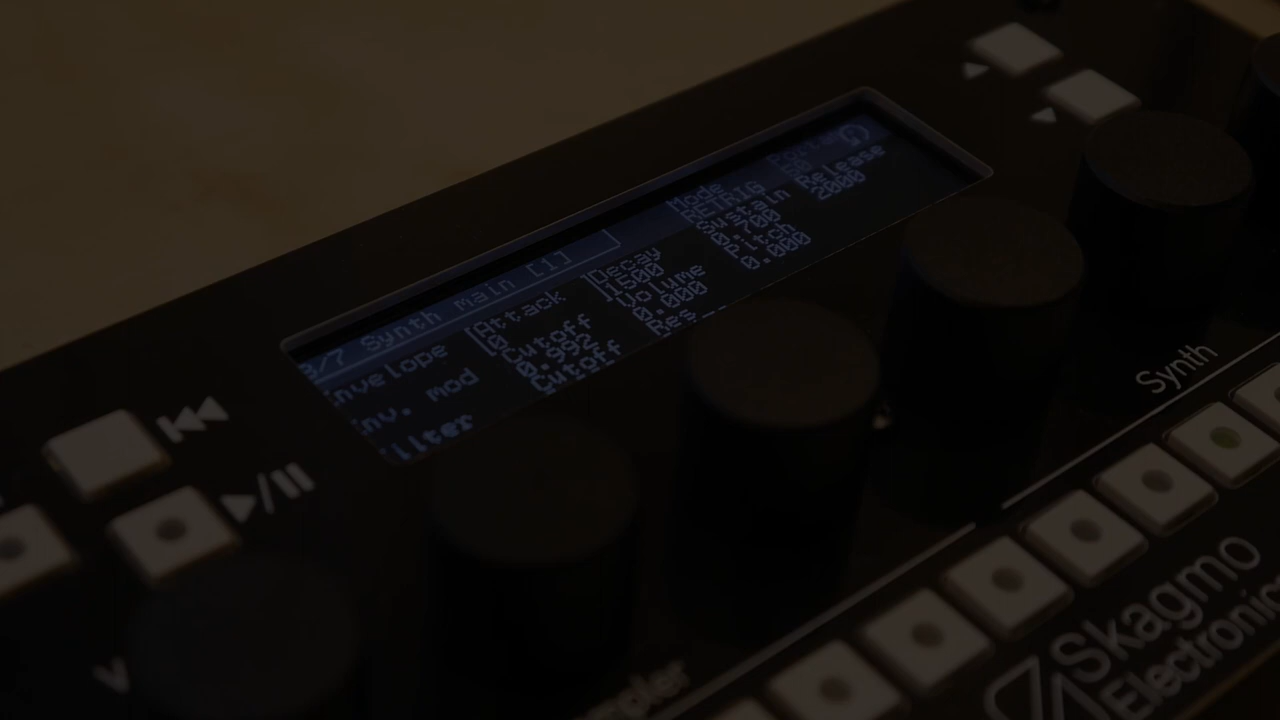 3/7 Synth main [1]
Mode
RETRIG
Envelope
Attack
0
Decay
1500
Sustain
0.700
Release
2000
Env. mod
Cutoff
0.992
Volume
0.000
Pitch
0.000
Filter
Cutoff
Res
Synth
Skagmo
Electronic